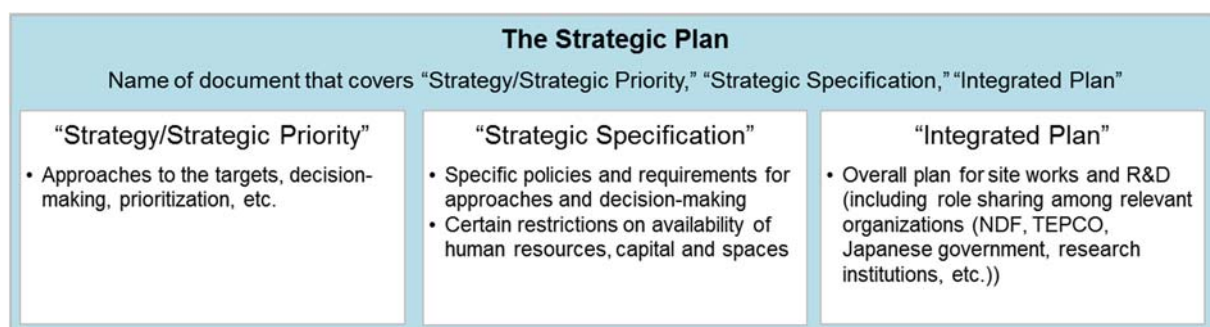 The Strategic Plan
Name of document that covers “Strategy/Strategic Priority,” “Strategic Specification,” “Integrated Plan”
“Strategy/Strategic Priority”
• Approaches to the targets, decision-
making, prioritization, etc.
“Strategic Specification”
• Specific policies and requirements for
approaches and decision-making
• Certain restrictions on availability of
human resources, capital and spaces
“Integrated Plan”
• Overall plan for site works and R&D
(including role sharing among relevant
organizations (NDF, TEPCO,
Japanese government, research
institutions, etc.))